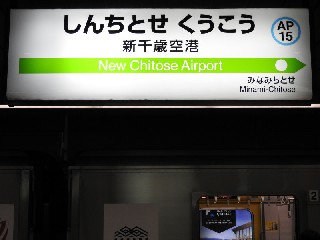 しんちとせ くうこう
AP
15
新千歳空港
New Chitose Airport
みなみちとせ
Minami-Chitose
2